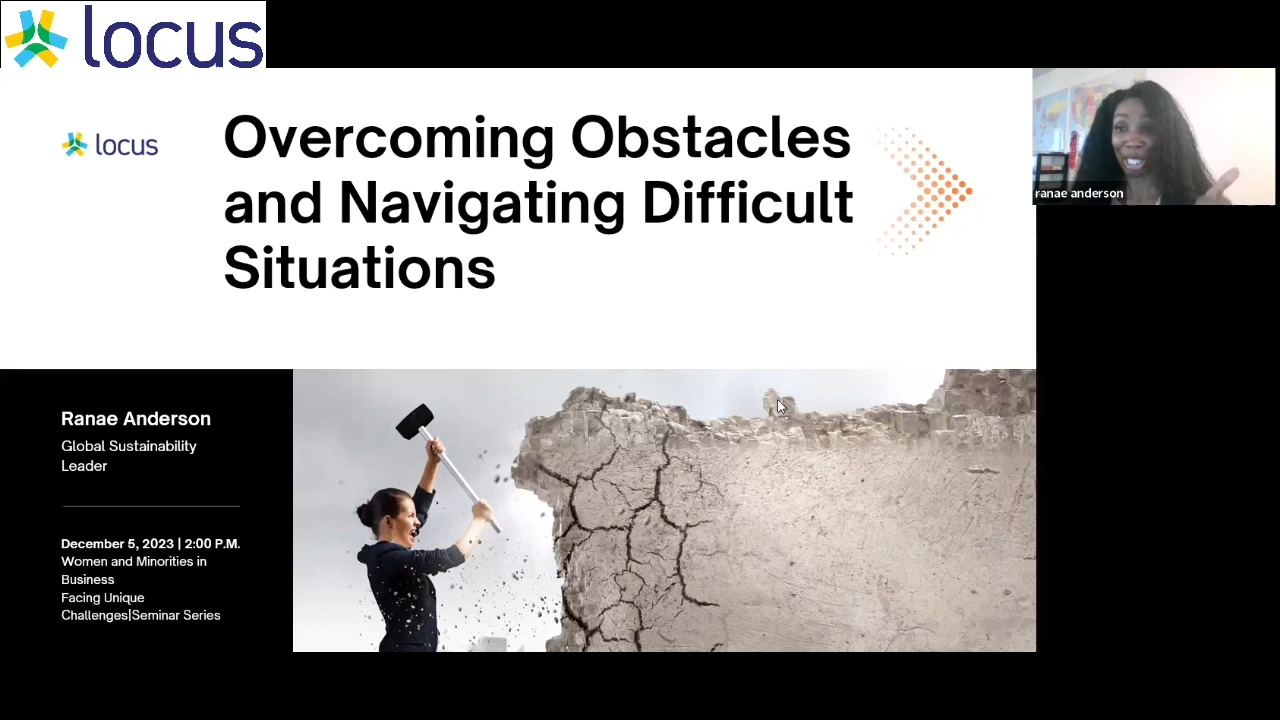 locus
locus
Overcoming Obstacles
and Navigating Difficult
Situations
ranae anderson
Ranae Anderson
Global Sustainability
Leader
December 5, 2023 | 2:00 P.M.
Women and Minorities in
Business
Facing Unique
Challenges|Seminar Series